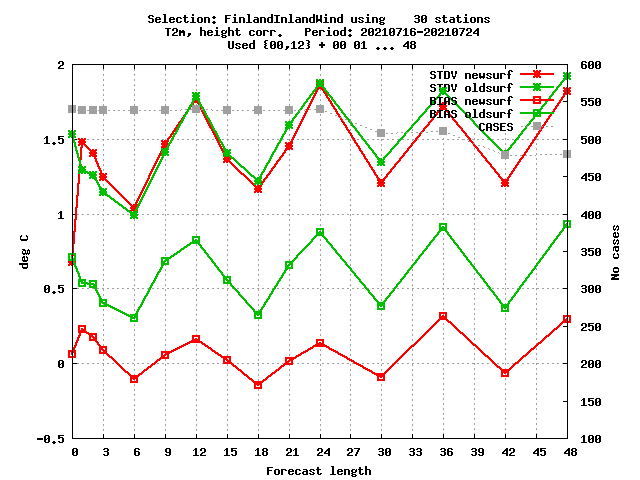 Selection: FinlandInlandWind using    30 stations
T2m, height corr.   Period: 20210716-20210724
Used {00,12} + 00 01 ... 48
STDV newsurf
STDV oldsurf
BIAS newsurf
BIAS oldsurf
CASES
2
1.5
1
0.5
0
-0.5
deg C
600
550
500
450
400
350
300
250
200
150
100
No cases
0 3 6 9 12 15 18 21 24 27 30 33 36 39 42 45 48
Forecast length